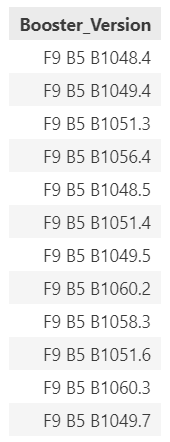 Booster_Version
F9 B5 B1048.4
F9 B5 B1049.4
F9 B5 B1051.3
F9 B5 B1056.4
F9 B5 B1048.5
F9 B5 B1051.4
F9 B5 B1049.5
F9 B5 B1060.2
F9 B5 B1058.3
F9 B5 B1051.6
F9 B5 B1060.3
F9 B5 B1049.7